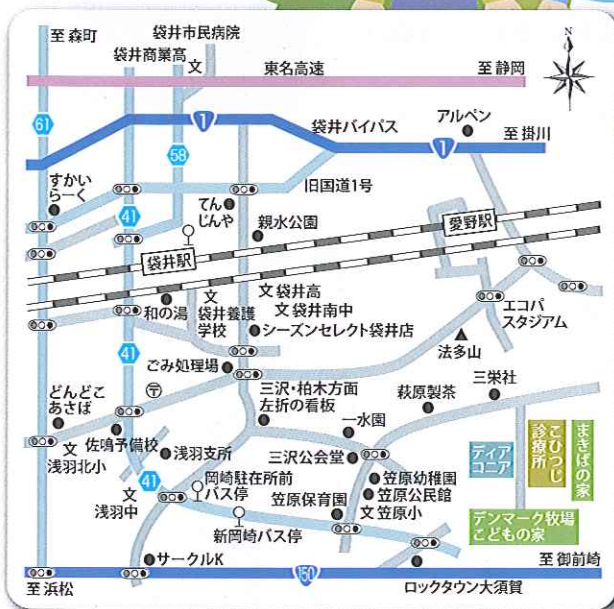 至森町
袋井商業高
袋井市民病院
文
東名高速
至静岡
61
1
袋井バイパス
アルペン
1
至掛川
58
すかい
らーく
旧国道1号
てん
じんや
41
親水公園
愛野駅
袋井駅
和の湯
文
袋井養護
学校
文袋井高
文袋井南中
シーズンセレクト袋井店
エコパ
スタジアム
法多山
41
ごみ処理場
〒
どんどこ
あさば
三沢・柏木方面
左折の看板
萩原製茶
三栄社
一水園
文
浅羽北小
佐鳴予備校
浅羽支所
三沢公会堂
ディア
コニア
こひつじ
診療所
まきばの家
41
岡崎駐在所前
バス停
笠原幼稚園
笠原公民館
文笠原小
文
浅羽中
笠原保育園
新岡崎バス停
デンマーク牧場
こどもの家
サークルK
至浜松
150
ロックタウン大須賀
至御前崎